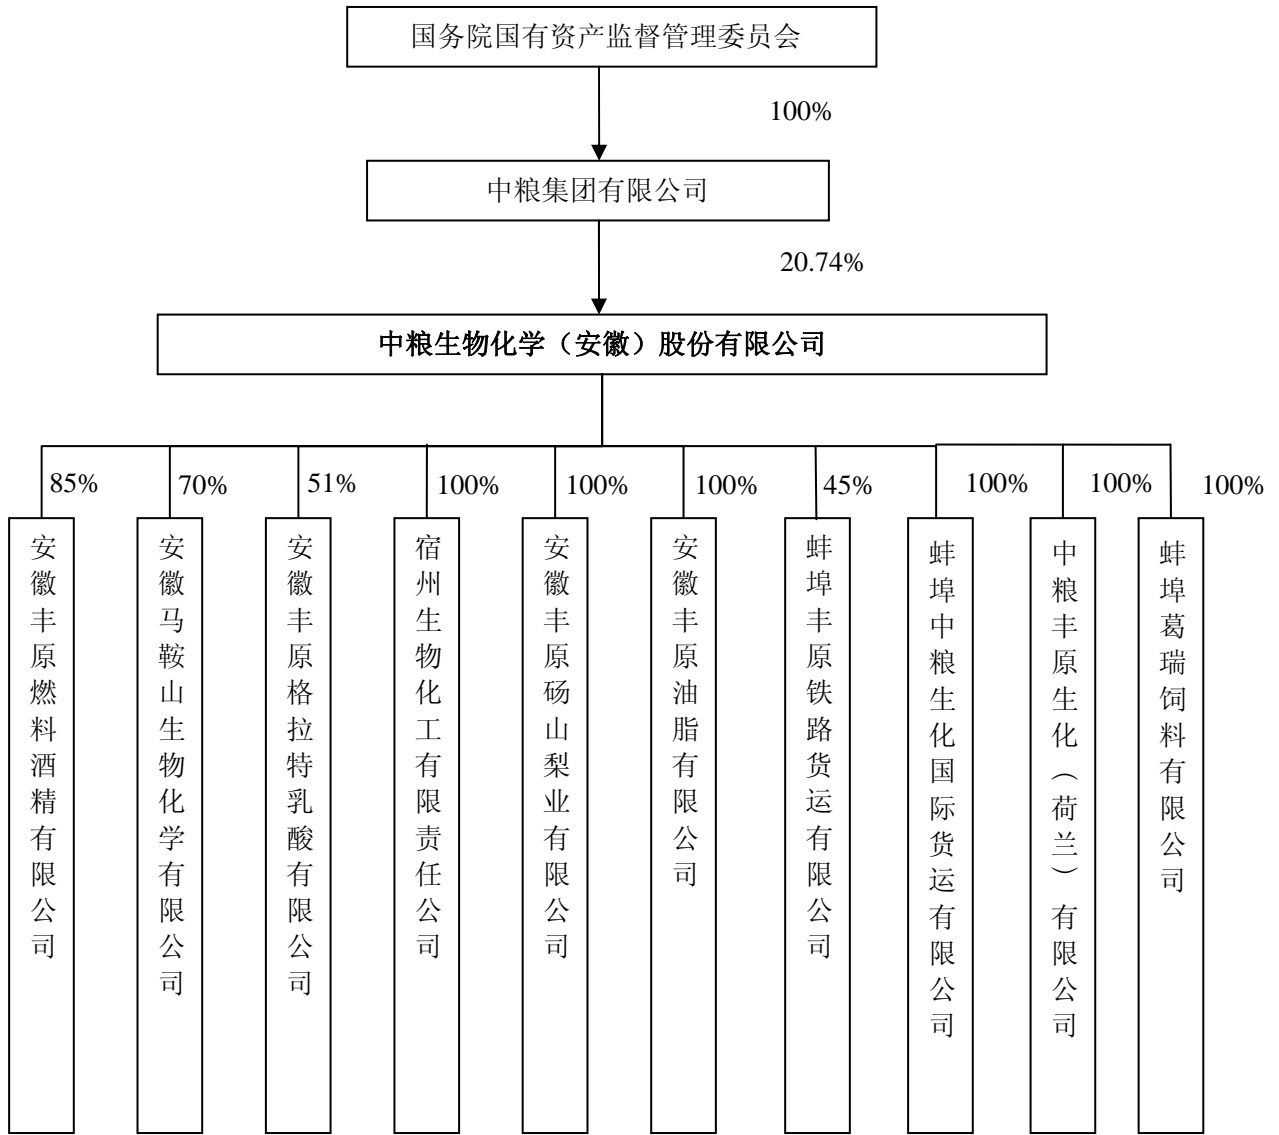 国务院国有资产监督管理委员会
100%
中粮集团有限公司
20.74%
中粮生物化学（安徽）股份有限公司
85%
70%
51%
100%
100%
100%
45%
100%
100%
100%
安徽丰原燃料酒精有限公司
安徽马鞍山生物化学有限公司
安徽丰原格拉特乳酸有限公司
宿州生物化工有限责任公司
安徽丰原砀山梨业有限公司
安徽丰原油脂有限公司
蚌埠丰原铁路货运有限公司
蚌埠中粮生化国际货运有限公司
中粮丰原生化（荷兰）有限公司
蚌埠葛瑞饲料有限公司